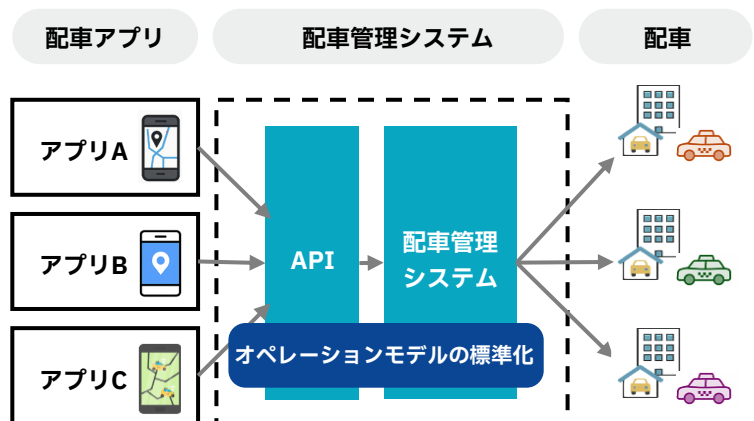 配車アプリ
配車管理システム
配車
アプリA
アプリB
アプリC
API
配車管理
システム
オペレーションモデルの標準化